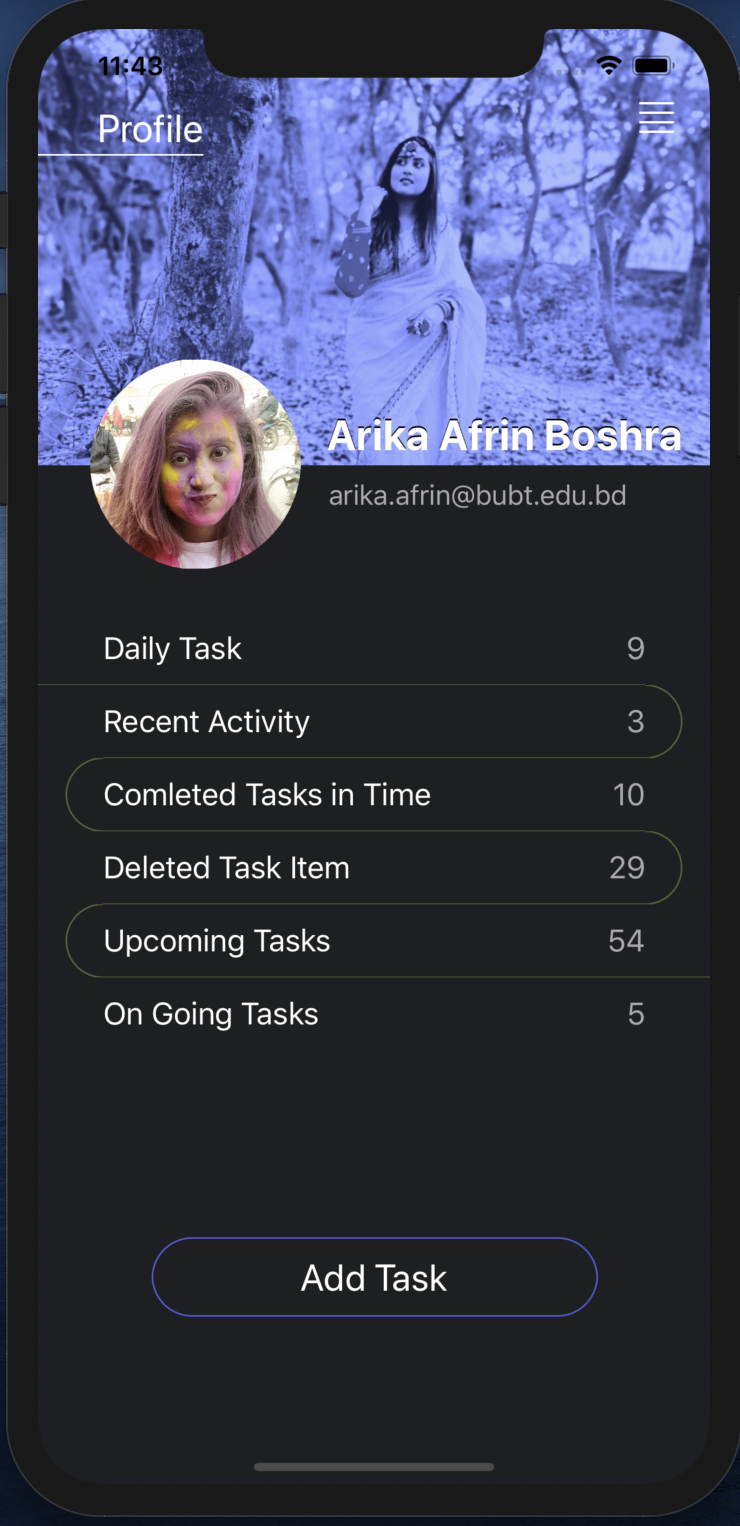 11:43
Profile
Arika Afrin Boshra
arika.afrin@bubt.edu.bd
Daily Task 9
Recent Activity 3
Comleted Tasks in Time 10
Deleted Task Item 29
Upcoming Tasks 54
On Going Tasks 5
Add Task